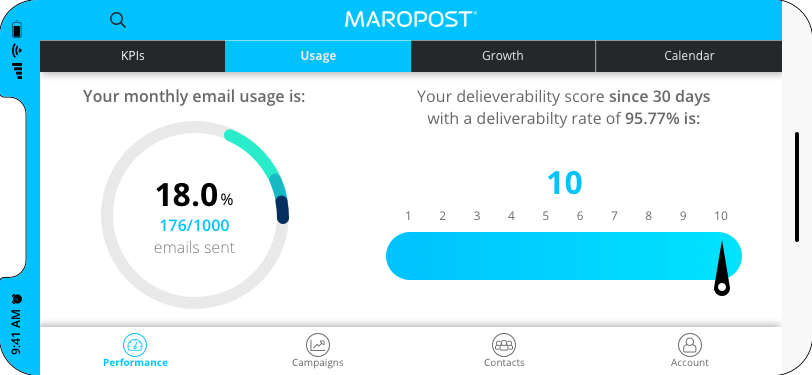 9:41 AM
MAROPOST®
KPIs
Usage
Growth
Calendar
Your monthly email usage is:
18.0 %
176/1000
emails sent
Your delieverability score since 30 days
with a deliverabilty rate of 95.77% is:
10
1 2 3 4 5 6 7 8 9 10
Performance
Campaigns
Contacts
Account